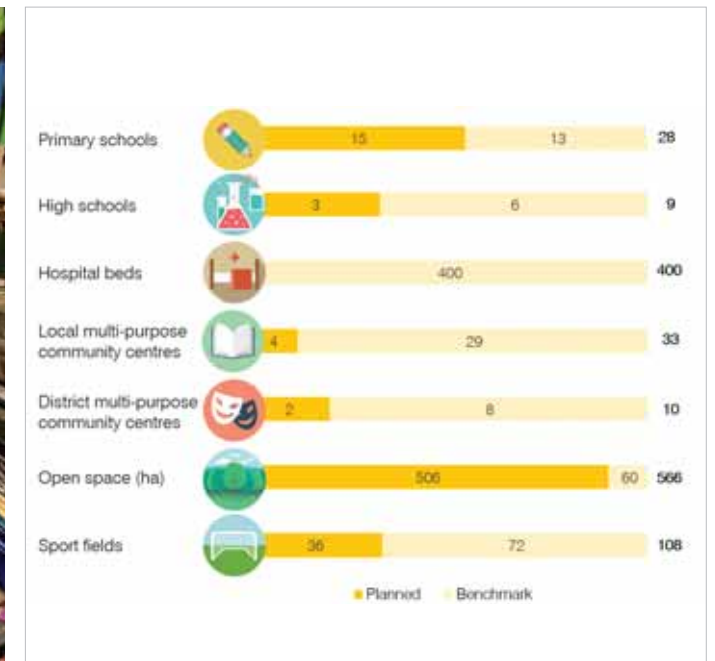 Primary schools 15 13 28
High schools 3 6 9
Hospital beds 400 400
Local multi-purpose
community centres 4 29 33
District multi-purpose
community centres 2 8 10
Open space (ha) 506 60 566
Sport fields 36 72 108
Planned Benchmark